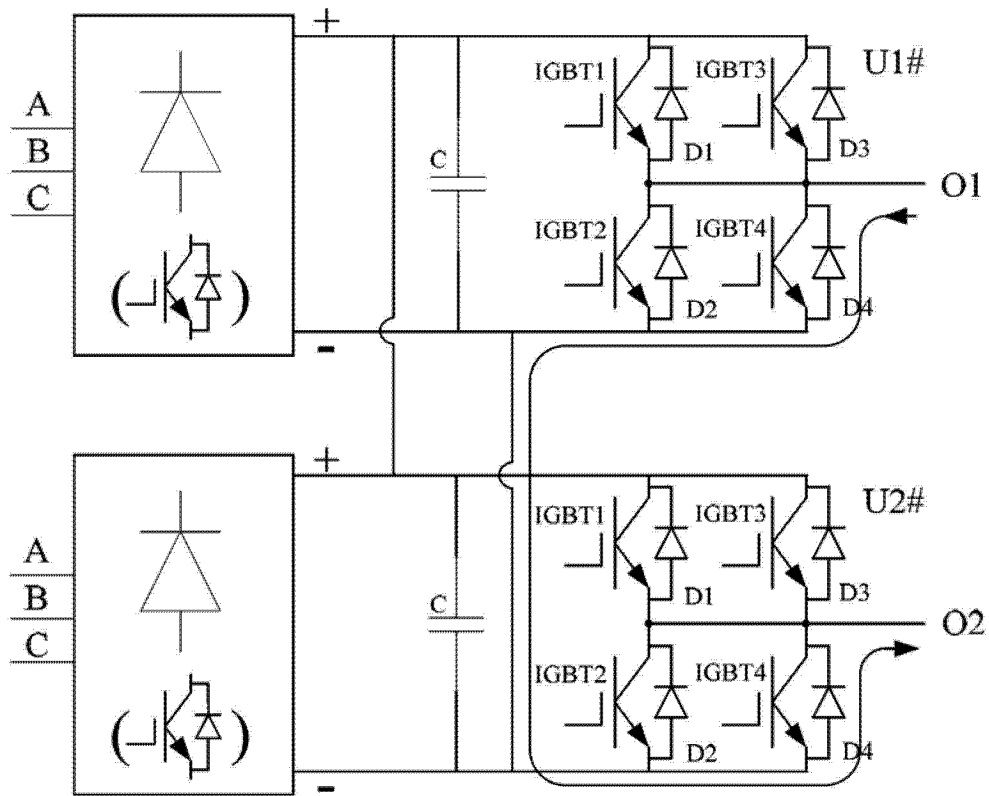 +
IGBT1
IGBT3
U1#
A
B
C
C
D1
D3
O1
IGBT2
IGBT4
( )
D2
D4
-
+
IGBT1
IGBT3
U2#
A
B
C
C
D1
D3
O2
IGBT2
IGBT4
( )
D2
D4
-